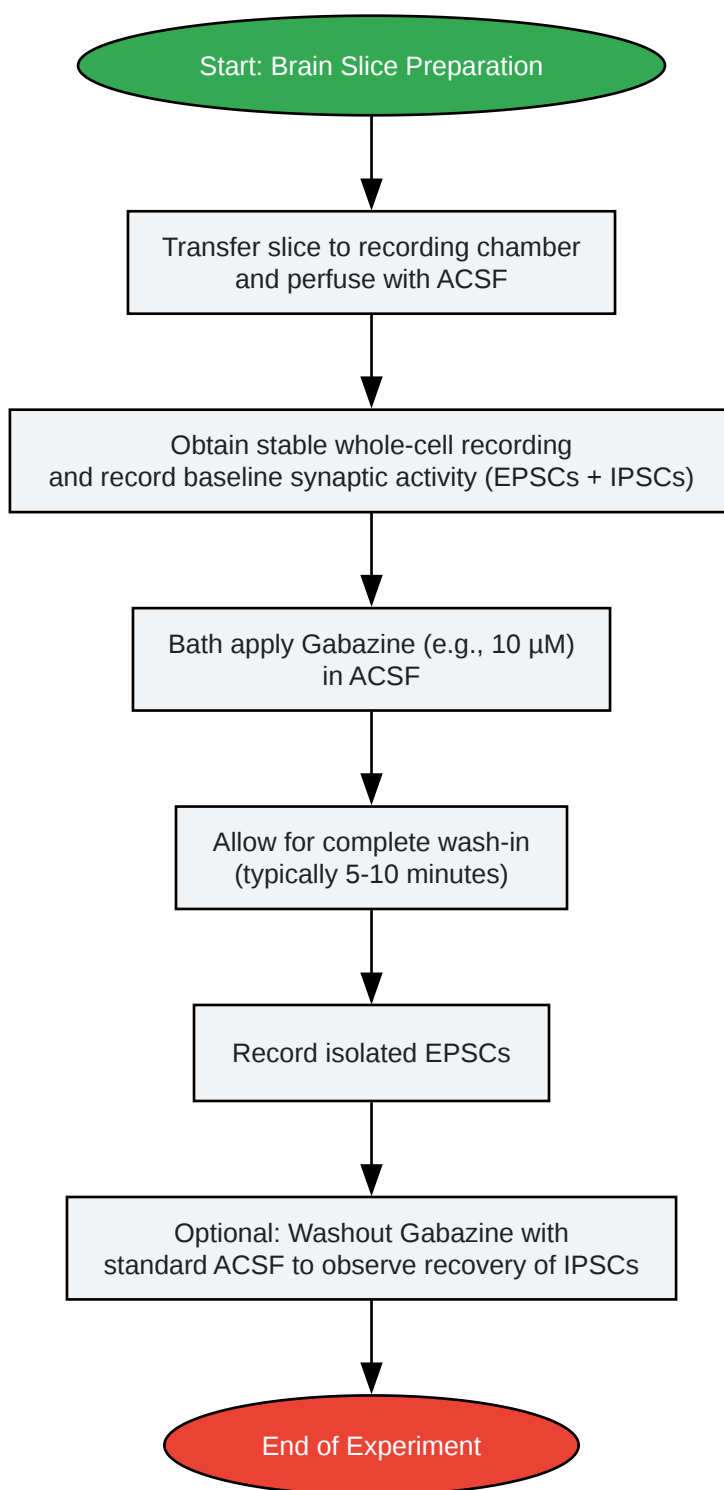 Start: Brain Slice Preparation
Transfer slice to recording chamber
and perfuse with ACSF
Obtain stable whole-cell recording
and record baseline synaptic activity (EPSCs + IPSCs)
Bath apply Gabazine (e.g., 10 µM)
in ACSF
Allow for complete wash-in
(typically 5-10 minutes)
Record isolated EPSCs
Optional: Washout Gabazine with
standard ACSF to observe recovery of IPSCs
End of Experiment